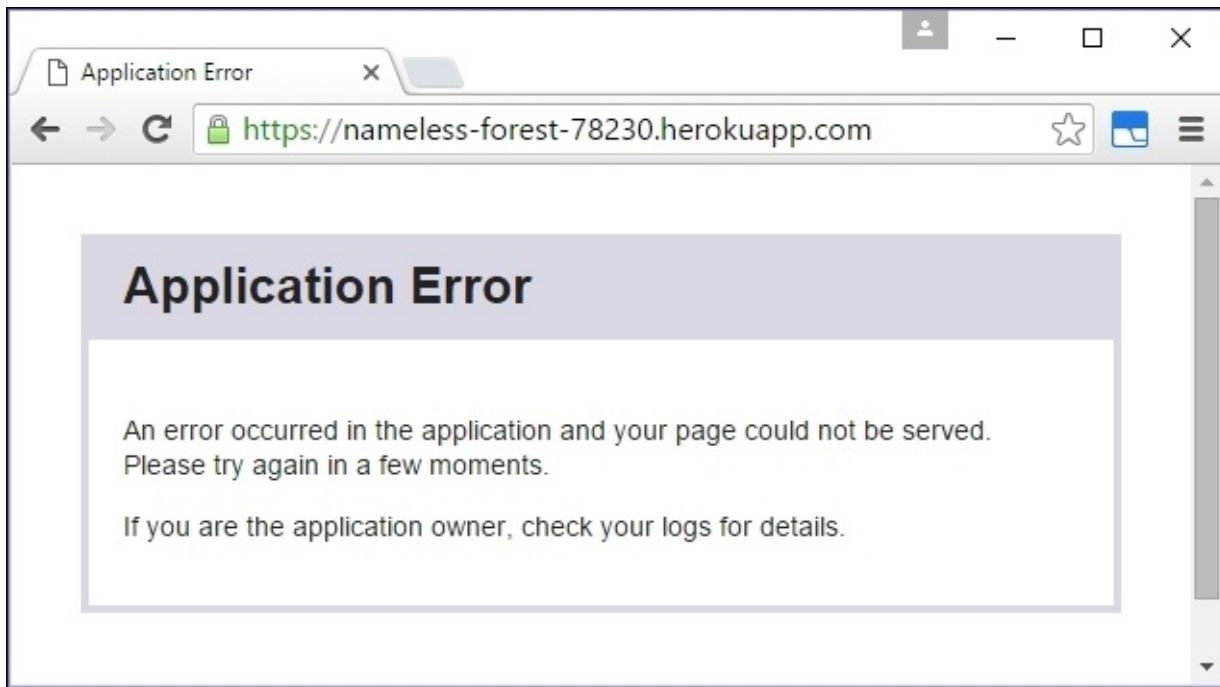 Application Error
https://nameless-forest-78230.herokuapp.com
Application Error
An error occurred in the application and your page could not be served.
Please try again in a few moments.
If you are the application owner, check your logs for details.